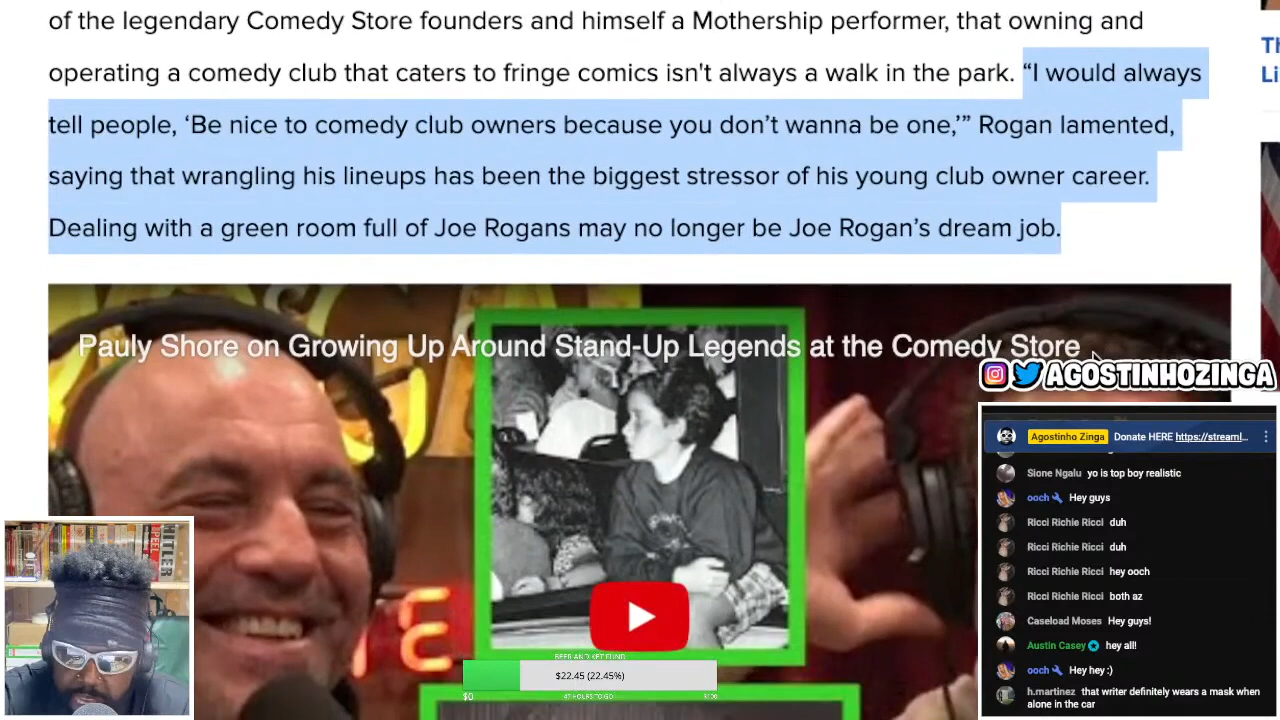 of the legendary Comedy Store founders and himself a Mothership performer, that owning and
operating a comedy club that caters to fringe comics isn't always a walk in the park. “I would always
tell people, ‘Be nice to comedy club owners because you don’t wanna be one,’” Rogan lamented,
saying that wrangling his lineups has been the biggest stressor of his young club owner career.
Dealing with a green room full of Joe Rogans may no longer be Joe Rogan’s dream job.
Th
Li
Pauly Shore on Growing Up Around Stand-Up Legends at the Comedy Store
AGOSTINHOZINGA
Agostinho Zinga Donate HERE https://streaml...
Sione Ngalu yo is top boy realistic
ooch Hey guys
Ricci Richie Ricci duh
Ricci Richie Ricci duh
Ricci Richie Ricci hey ooch
Ricci Richie Ricci both az
Caseload Moses Hey guys!
Austin Casey hey all!
ooch Hey hey :)
h.martinez that writer definitely wears a mask when
alone in the car
$22.45 (22.45%)
$0